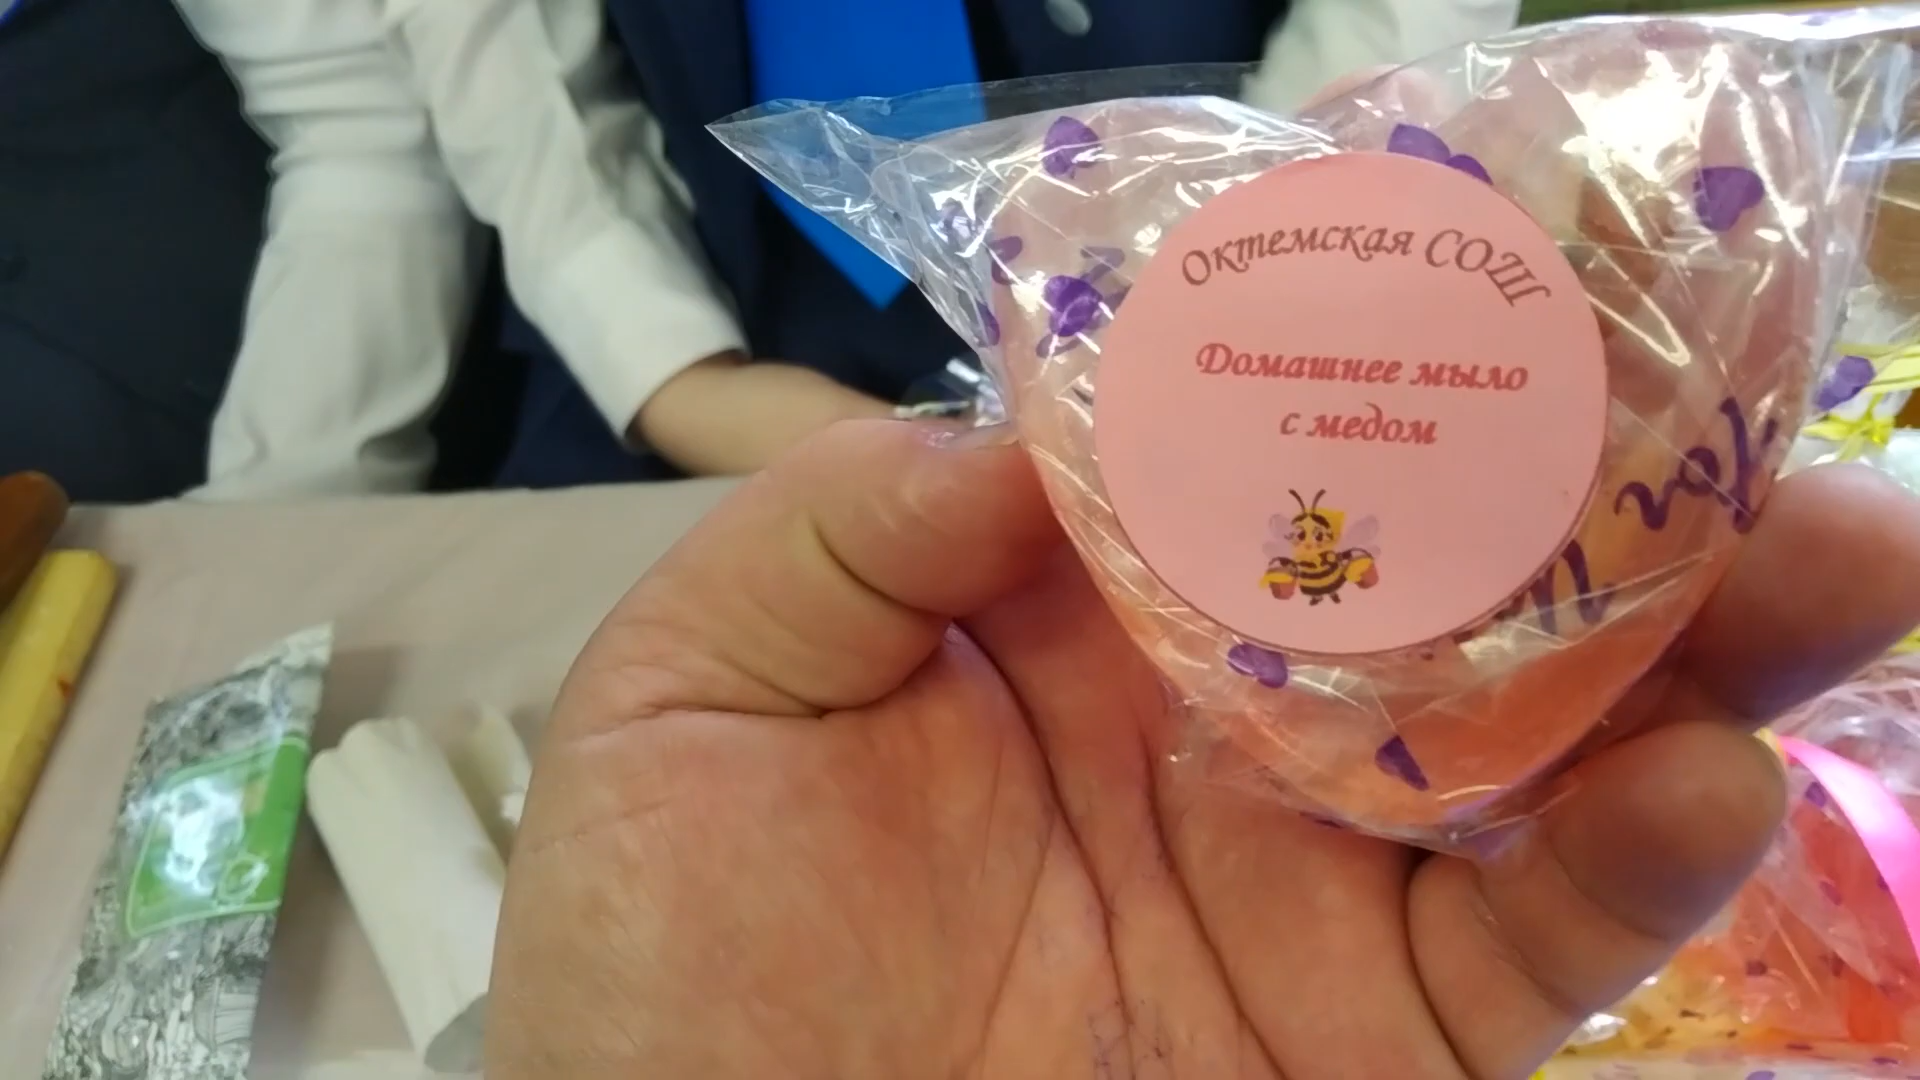 Октемская СОШ
Домашнее мыло
с медом